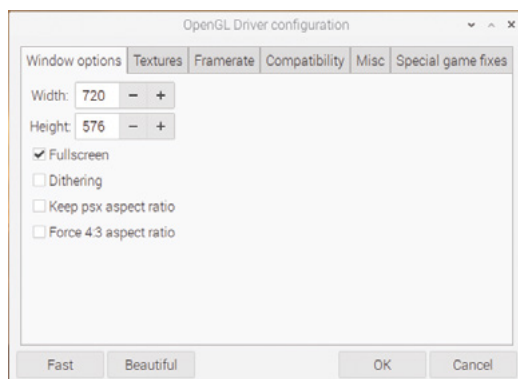 OpenGL Driver configuration
Window options Textures Framerate Compatibility Misc Special game fixes
Width: 720 − +
Height: 576 − +
Fullscreen
Dithering
Keep psx aspect ratio
Force 4:3 aspect ratio
Fast Beautiful OK Cancel